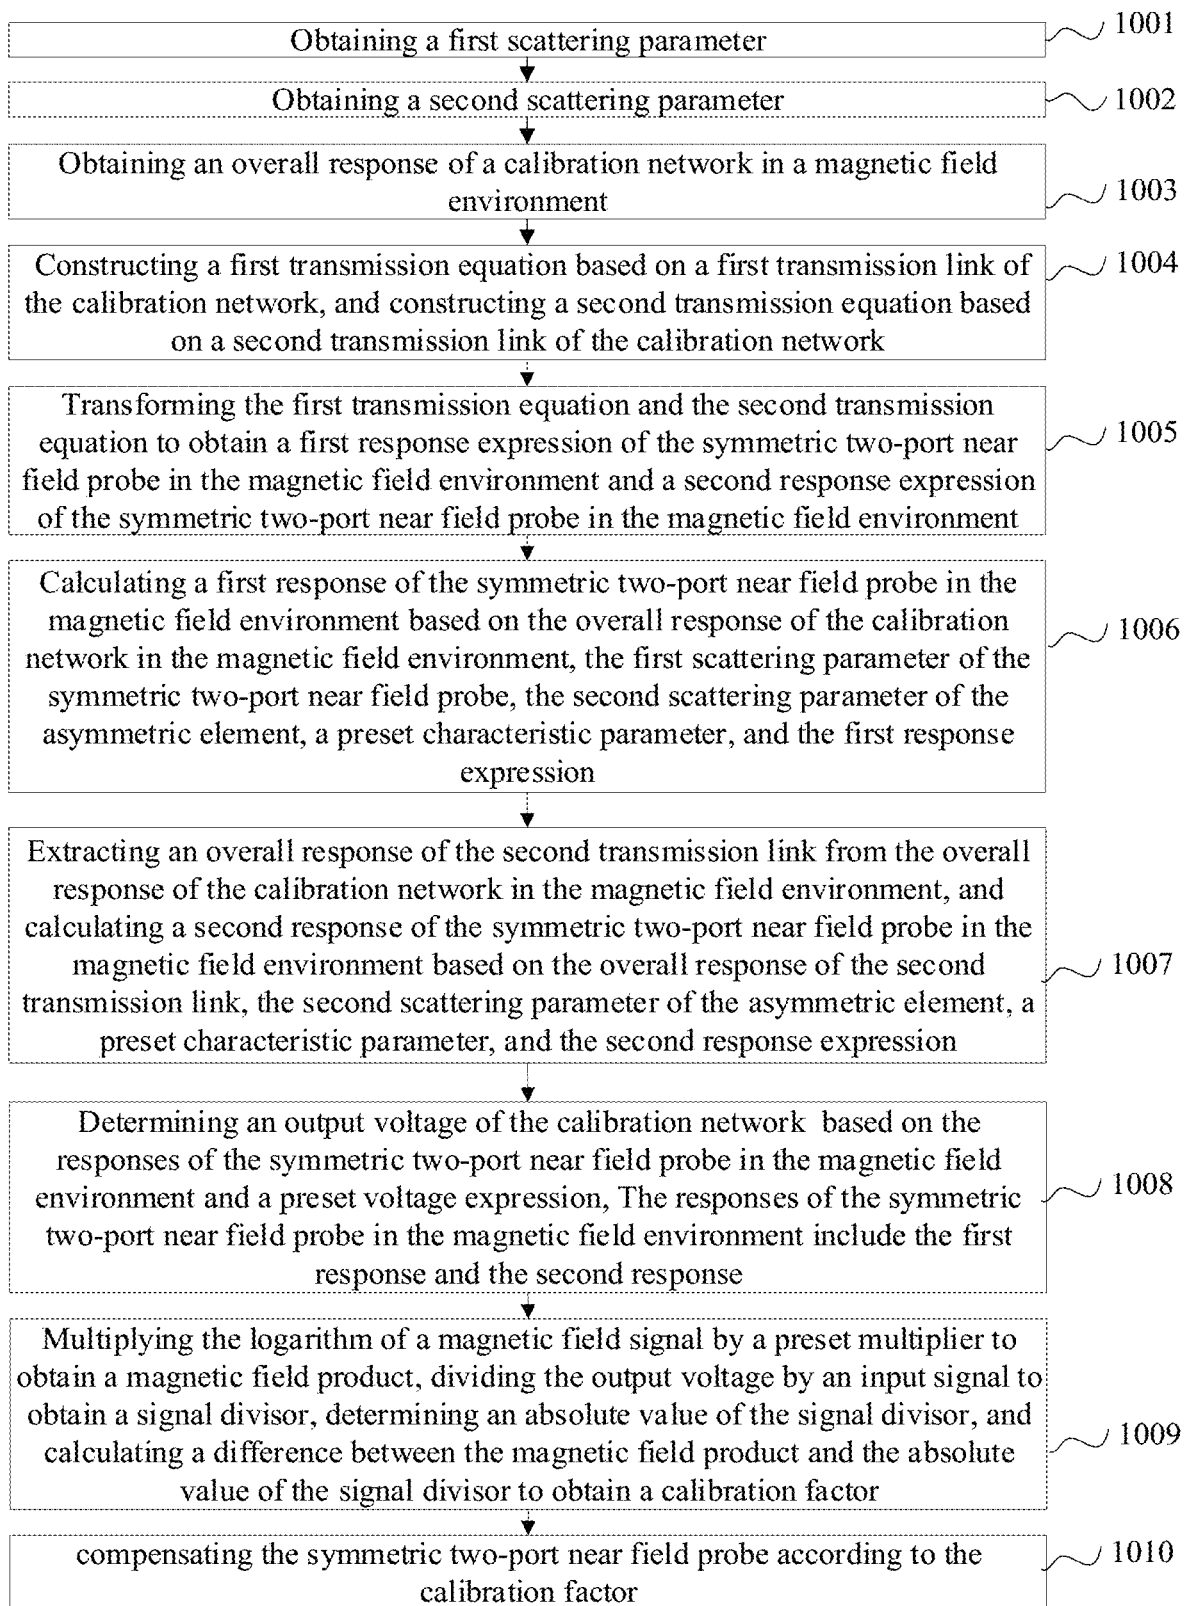 Obtaining a first scattering parameter
1001
Obtaining a second scattering parameter
1002
Obtaining an overall response of a calibration network in a magnetic field
environment
1003
Constructing a first transmission equation based on a first transmission link of
the calibration network, and constructing a second transmission equation based
on a second transmission link of the calibration network
1004
Transforming the first transmission equation and the second transmission
equation to obtain a first response expression of the symmetric two-port near
field probe in the magnetic field environment and a second response expression
of the symmetric two-port near field probe in the magnetic field environment
1005
Calculating a first response of the symmetric two-port near field probe in the
magnetic field environment based on the overall response of the calibration
network in the magnetic field environment, the first scattering parameter of the
symmetric two-port near field probe, the second scattering parameter of the
asymmetric element, a preset characteristic parameter, and the first response
expression
1006
Extracting an overall response of the second transmission link from the overall
response of the calibration network in the magnetic field environment, and
calculating a second response of the symmetric two-port near field probe in the
magnetic field environment based on the overall response of the second
transmission link, the second scattering parameter of the asymmetric element, a
preset characteristic parameter, and the second response expression
1007
Determining an output voltage of the calibration network based on the
responses of the symmetric two-port near field probe in the magnetic field
environment and a preset voltage expression, The responses of the symmetric
two-port near field probe in the magnetic field environment include the first
response and the second response
1008
Multiplying the logarithm of a magnetic field signal by a preset multiplier to
obtain a magnetic field product, dividing the output voltage by an input signal to
obtain a signal divisor, determining an absolute value of the signal divisor, and
calculating a difference between the magnetic field product and the absolute
value of the signal divisor to obtain a calibration factor
1009
compensating the symmetric two-port near field probe according to the
calibration factor
1010